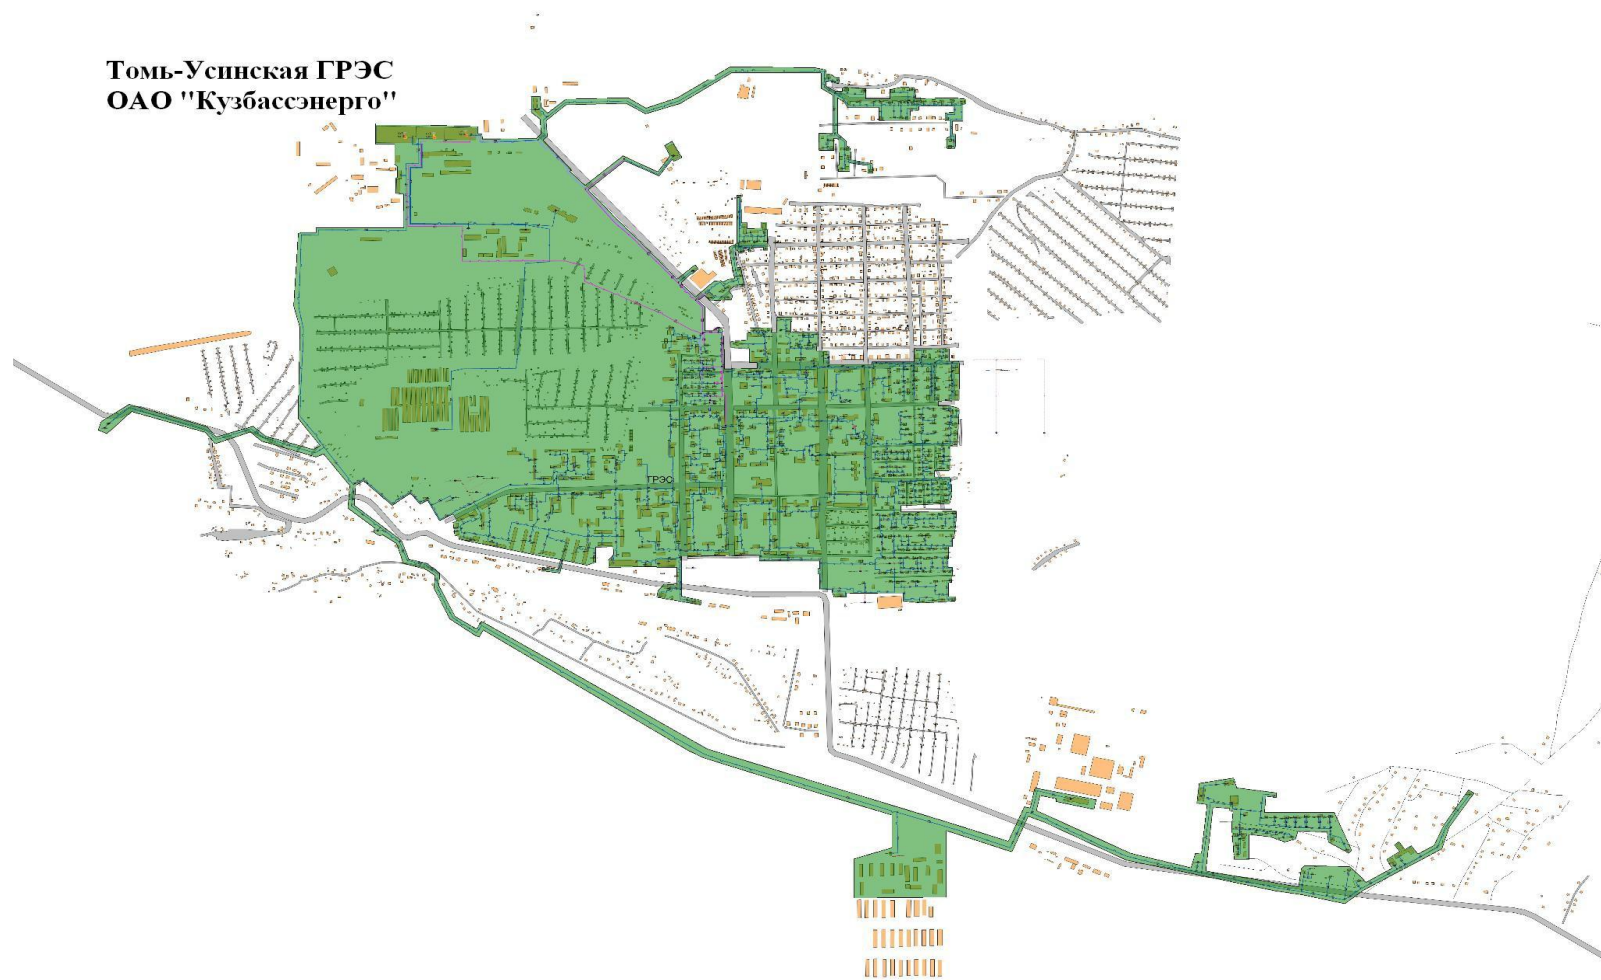 Томь-Усинская ГРЭС
ОАО "Кузбассэнерго"
ГРЭС